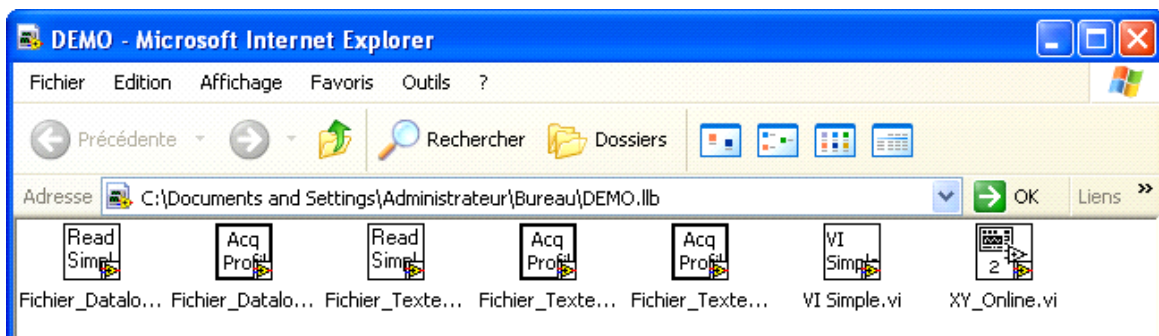 DEMO - Microsoft Internet Explorer
Fichier Edition Affichage Favoris Outils ?
Précédente Rechercher Dossiers
Adresse C:\Documents and Settings\Administrateur\Bureau\DEMO.llb OK Liens »
Read Acq Read Acq Acq VI
Simpl Profil Simpl Profil Profil Simple 2
Fichier_Datalo... Fichier_Datalo... Fichier_Texte... Fichier_Texte... Fichier_Texte... VI Simple.vi XY_Online.vi